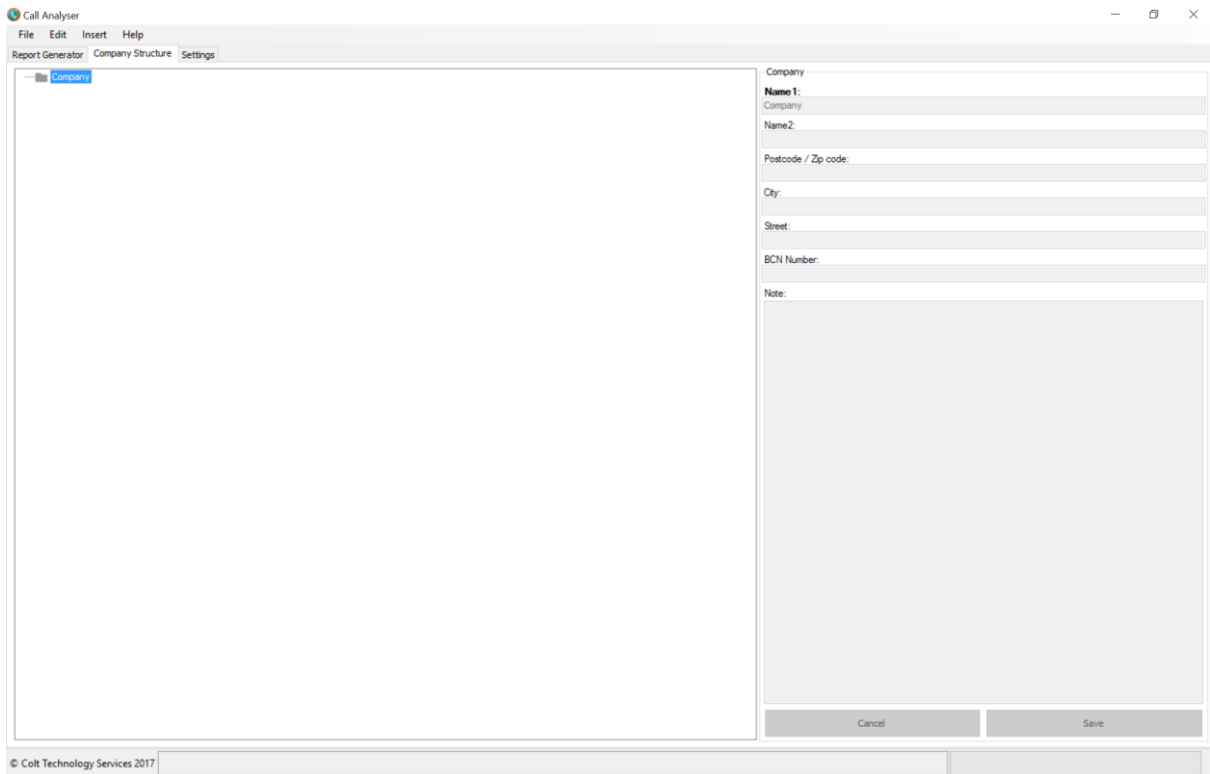 Call Analyser
File Edit Insert Help
Report Generator Company Structure Settings
Company
Company
Name1:
Company
Name2:
Postcode / Zip code:
City:
Street:
BCN Number:
Note:
Cancel Save
© Colt Technology Services 2017